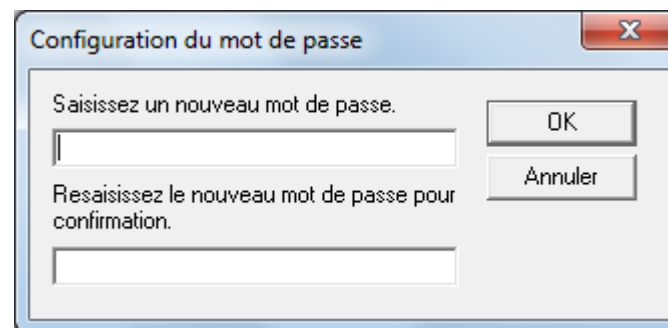 Configuration du mot de passe
Saisissez un nouveau mot de passe.
OK
Annuler
Resaisissez le nouveau mot de passe pour
confirmation.